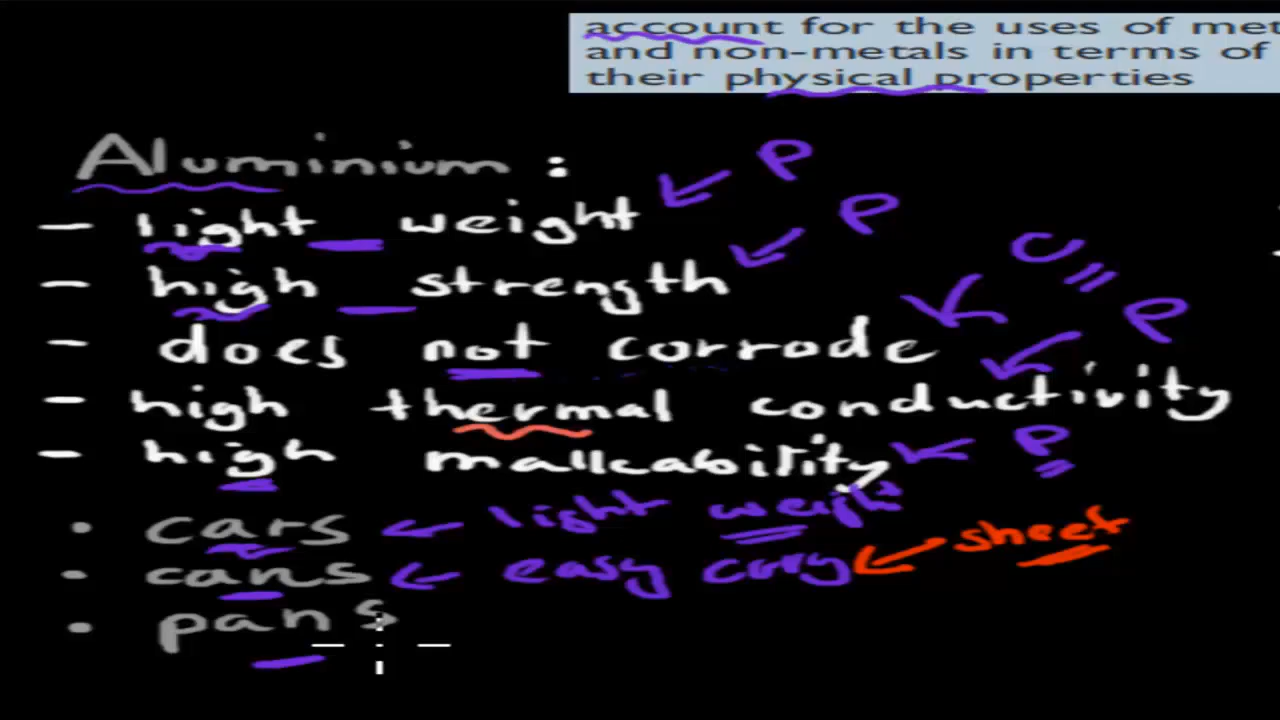 account for the uses of met
and non-metals in terms of
their physical properties
Aluminium :
- light weight P
- high strength P
- does not corrode C
- high thermal conductivity P
- high malleability P
• cars light weight
• cans easy carry sheet
• pans